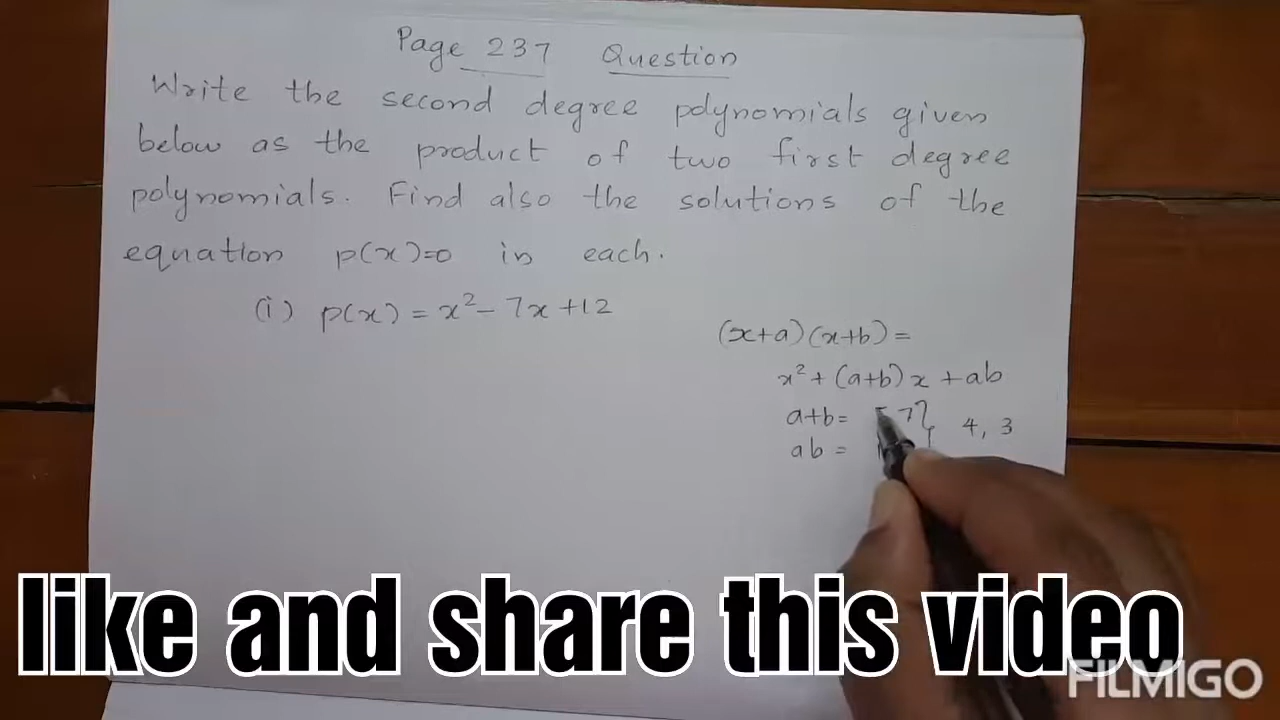 Page 237 Question
Write the second degree polynomials given
below as the product of two first degree
polynomials. Find also the solutions of the
equation p(x)=0 in each.
(i) p(x) = x² - 7x +12
(x+a)(x+b) =
x² + (a+b) x + ab
a+b = -7}
4, 3
ab =
like and share this video
FILMIGO